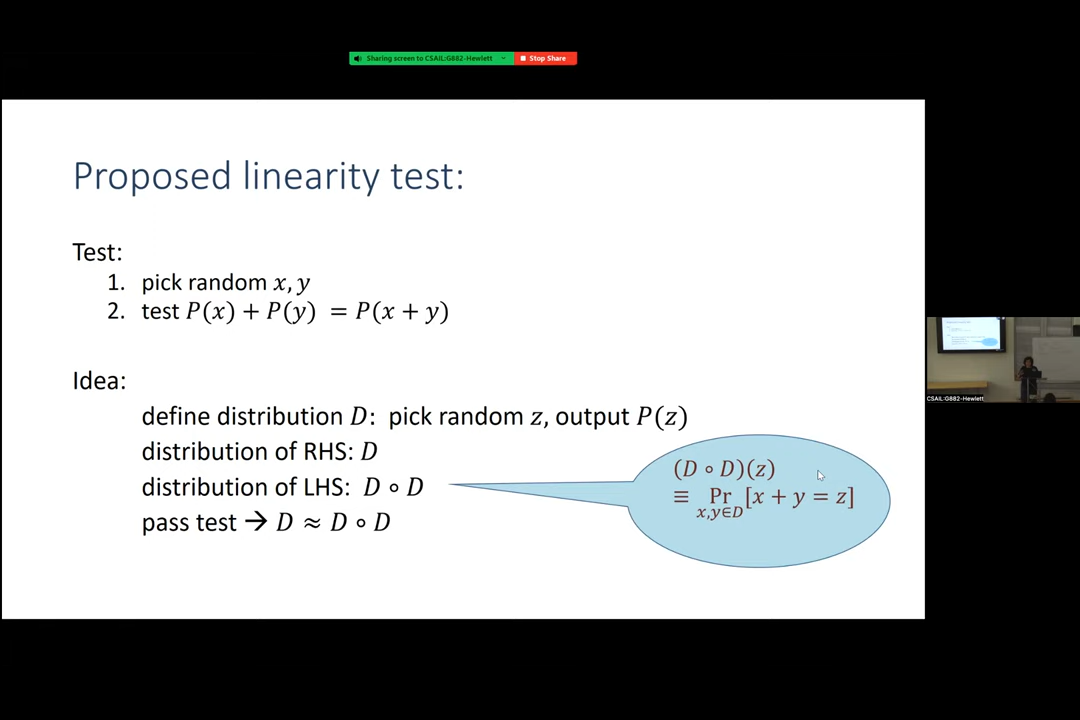 Sharing screen to CSAIL:G882-Hewlett
Stop Share
Proposed linearity test:
Test:
1. pick random x, y
2. test P(x) + P(y) = P(x + y)
Idea:
define distribution D: pick random z, output P(z)
distribution of RHS: D
distribution of LHS: D ∘ D
pass test → D ≈ D ∘ D
(D ∘ D)(z)
≡ Pr [x + y = z]
x,y∈D
CSAIL:G882-Hewlett